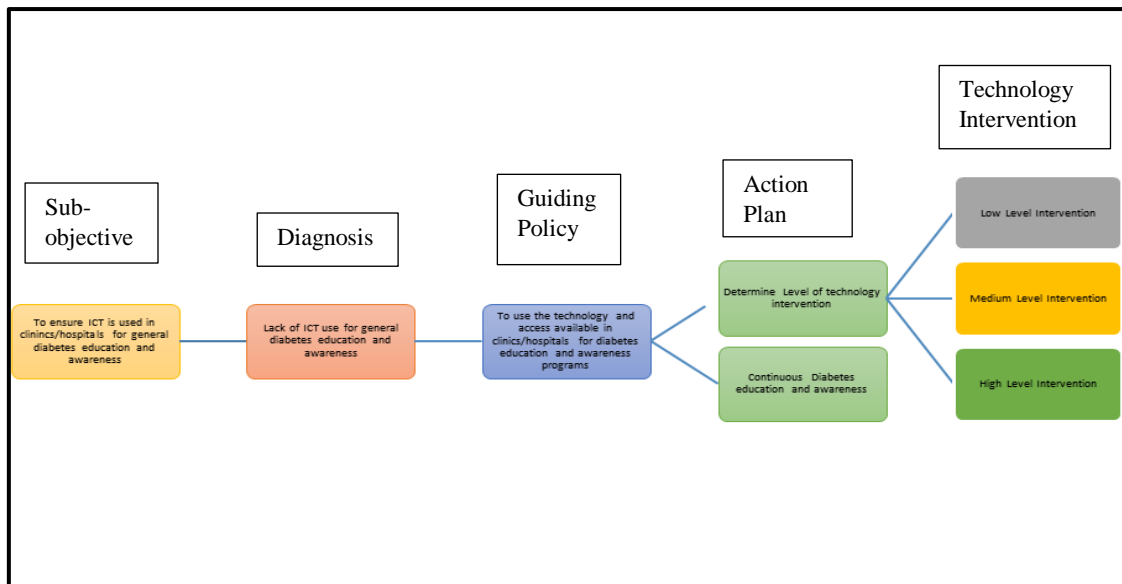 Technology
Intervention
Sub-
objective
Diagnosis
Guiding
Policy
Action
Plan
To ensure ICT is used in
clinincs/hospitals for general
diabetes education and
awareness
Lack of ICT use for general
diabetes education and
awareness
To use the technology and
access available in
clinics/hospitals for diabetes
education and awareness
programs
Determine Level of technology
intervention
Continuous Diabetes
education and awareness
Low Level Intervention
Medium Level Intervention
High Level Intervention